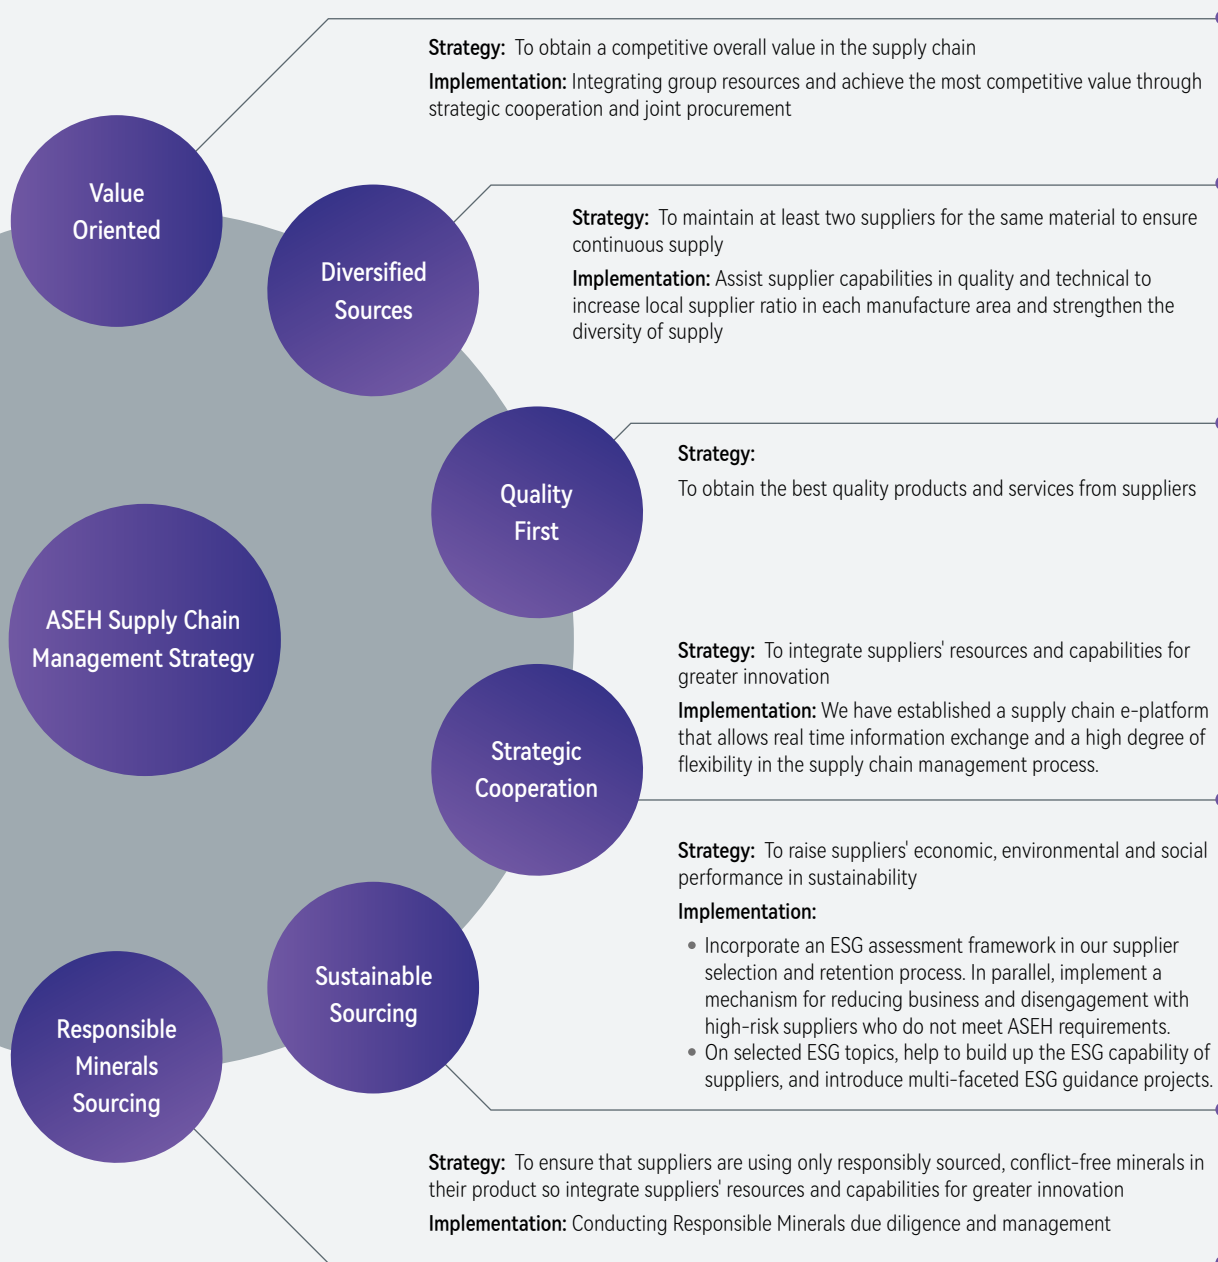 Strategy: To obtain a competitive overall value in the supply chain
Implementation: Integrating group resources and achieve the most competitive value through
strategic cooperation and joint procurement
Value
Oriented
Strategy: To maintain at least two suppliers for the same material to ensure
continuous supply
Implementation: Assist supplier capabilities in quality and technical to
increase local supplier ratio in each manufacture area and strengthen the
diversity of supply
Diversified
Sources
Strategy:
To obtain the best quality products and services from suppliers
Quality
First
ASEH Supply Chain
Management Strategy
Strategy: To integrate suppliers' resources and capabilities for
greater innovation
Implementation: We have established a supply chain e-platform
that allows real time information exchange and a high degree of
flexibility in the supply chain management process.
Strategic
Cooperation
Strategy: To raise suppliers' economic, environmental and social
performance in sustainability
Implementation:
• Incorporate an ESG assessment framework in our supplier
selection and retention process. In parallel, implement a
mechanism for reducing business and disengagement with
high-risk suppliers who do not meet ASEH requirements.
• On selected ESG topics, help to build up the ESG capability of
suppliers, and introduce multi-faceted ESG guidance projects.
Sustainable
Sourcing
Responsible
Minerals
Sourcing
Strategy: To ensure that suppliers are using only responsibly sourced, conflict-free minerals in
their product so integrate suppliers' resources and capabilities for greater innovation
Implementation: Conducting Responsible Minerals due diligence and management